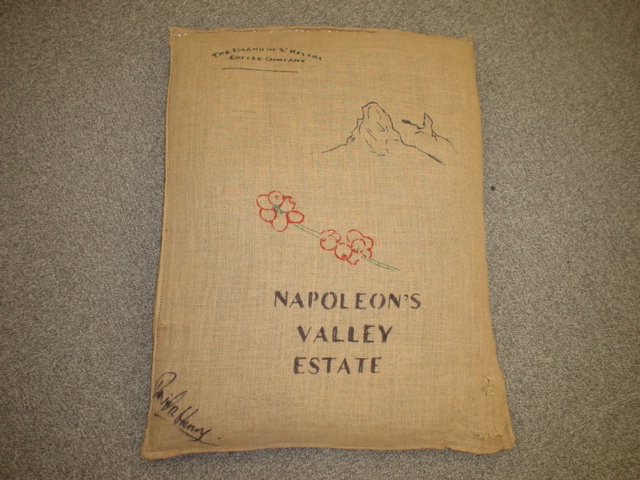 THE ISLAND OF ST HELENA
COFFEE COMPANY
NAPOLEON'S
VALLEY
ESTATE